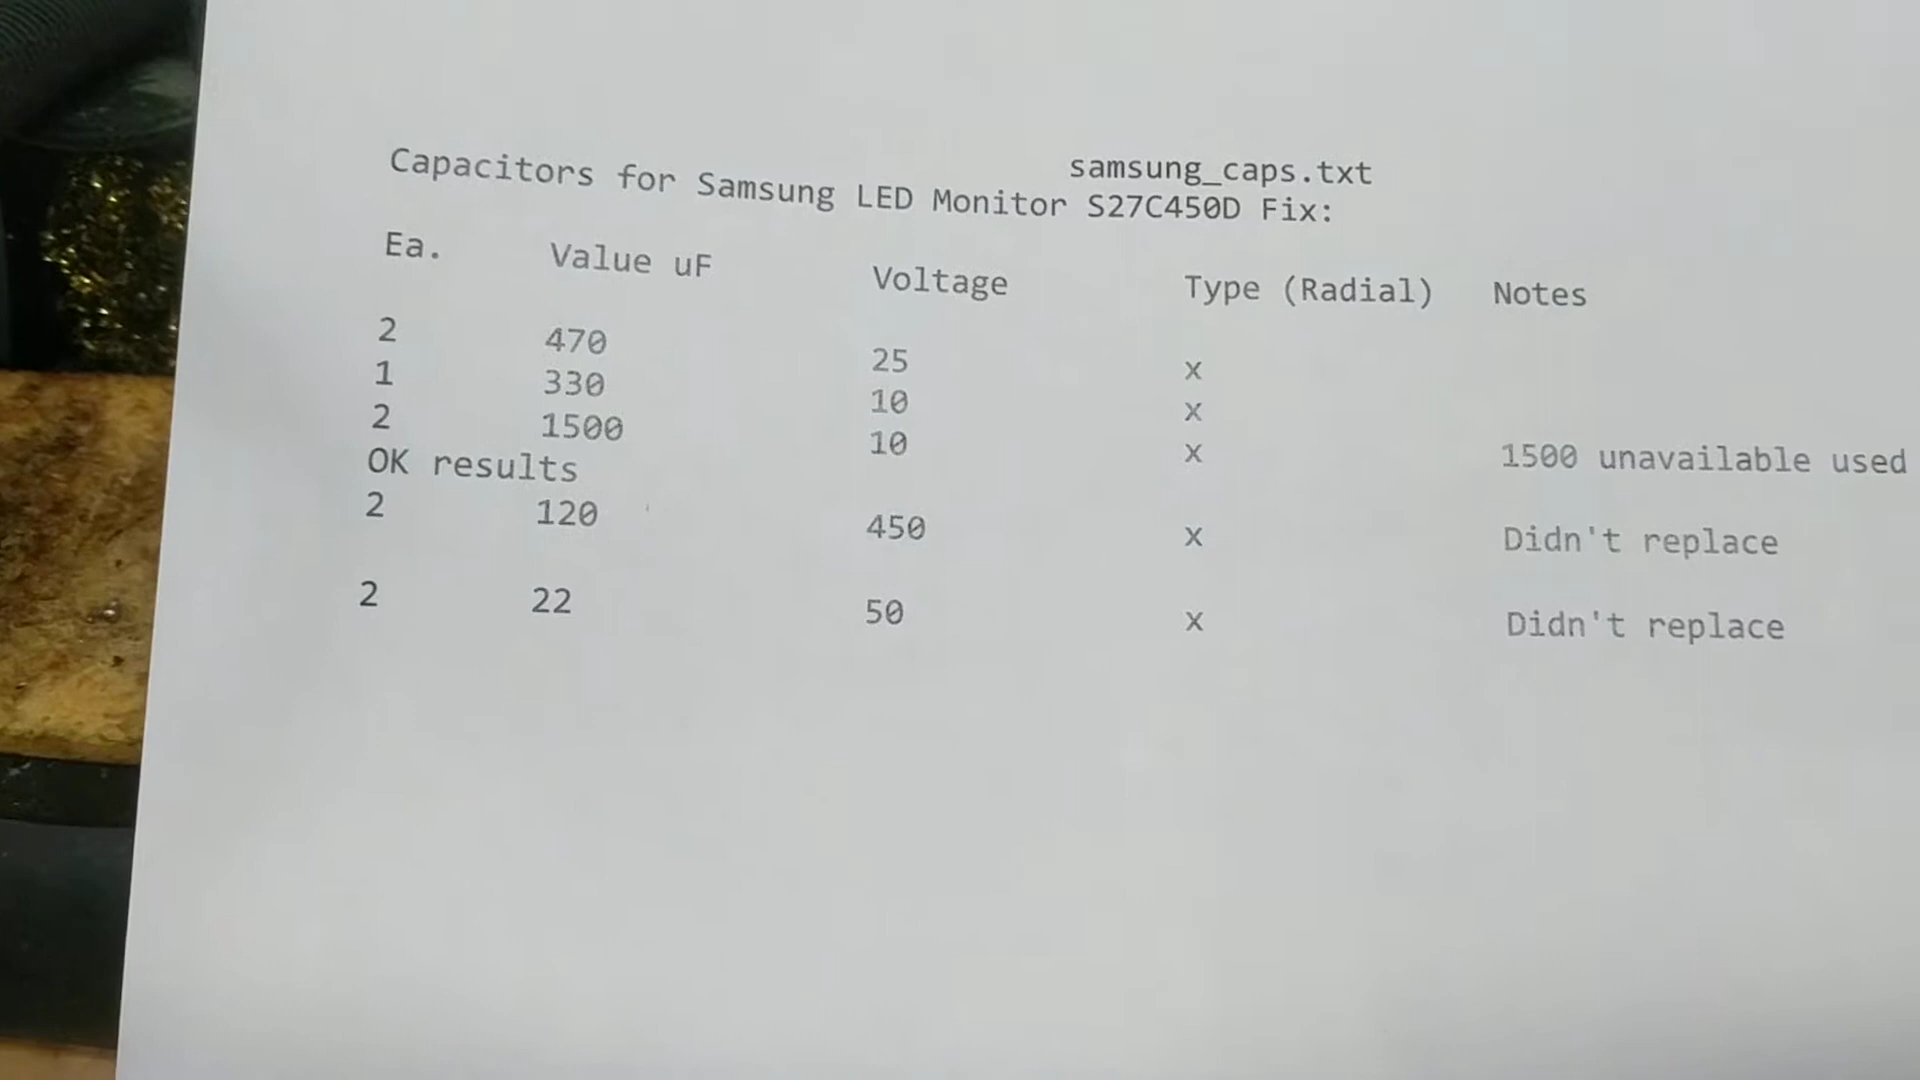 samsung_caps.txt
Capacitors for Samsung LED Monitor S27C450D Fix:
Ea. Value uF Voltage Type (Radial) Notes
2 470 25 x
1 330 10 x
2 1500 10 x 1500 unavailable used
OK results
2 120 450 x Didn't replace
2 22 50 x Didn't replace